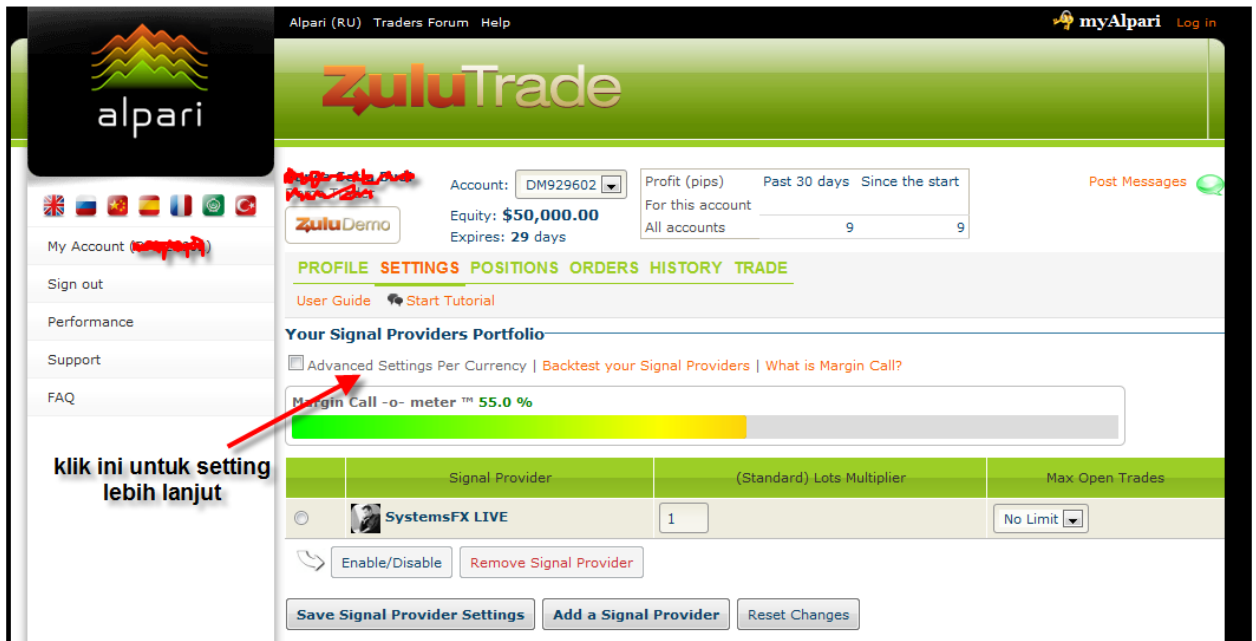 Alpari (RU) Traders Forum Help
myAlpari Log in
alpari
ZuluTrade
Account: DM929602
Equity: $50,000.00
Expires: 29 days
ZuluDemo
Profit (pips) Past 30 days Since the start
For this account
All accounts 9 9
Post Messages
My Account (
Sign out
Performance
Support
FAQ
PROFILE SETTINGS POSITIONS ORDERS HISTORY TRADE
User Guide Start Tutorial
Your Signal Providers Portfolio
Advanced Settings Per Currency | Backtest your Signal Providers | What is Margin Call?
Margin Call -o- meter ™ 55.0 %
klik ini untuk setting
lebih lanjut
Signal Provider (Standard) Lots Multiplier Max Open Trades
SystemsFX LIVE 1 No Limit
Enable/Disable Remove Signal Provider
Save Signal Provider Settings Add a Signal Provider Reset Changes